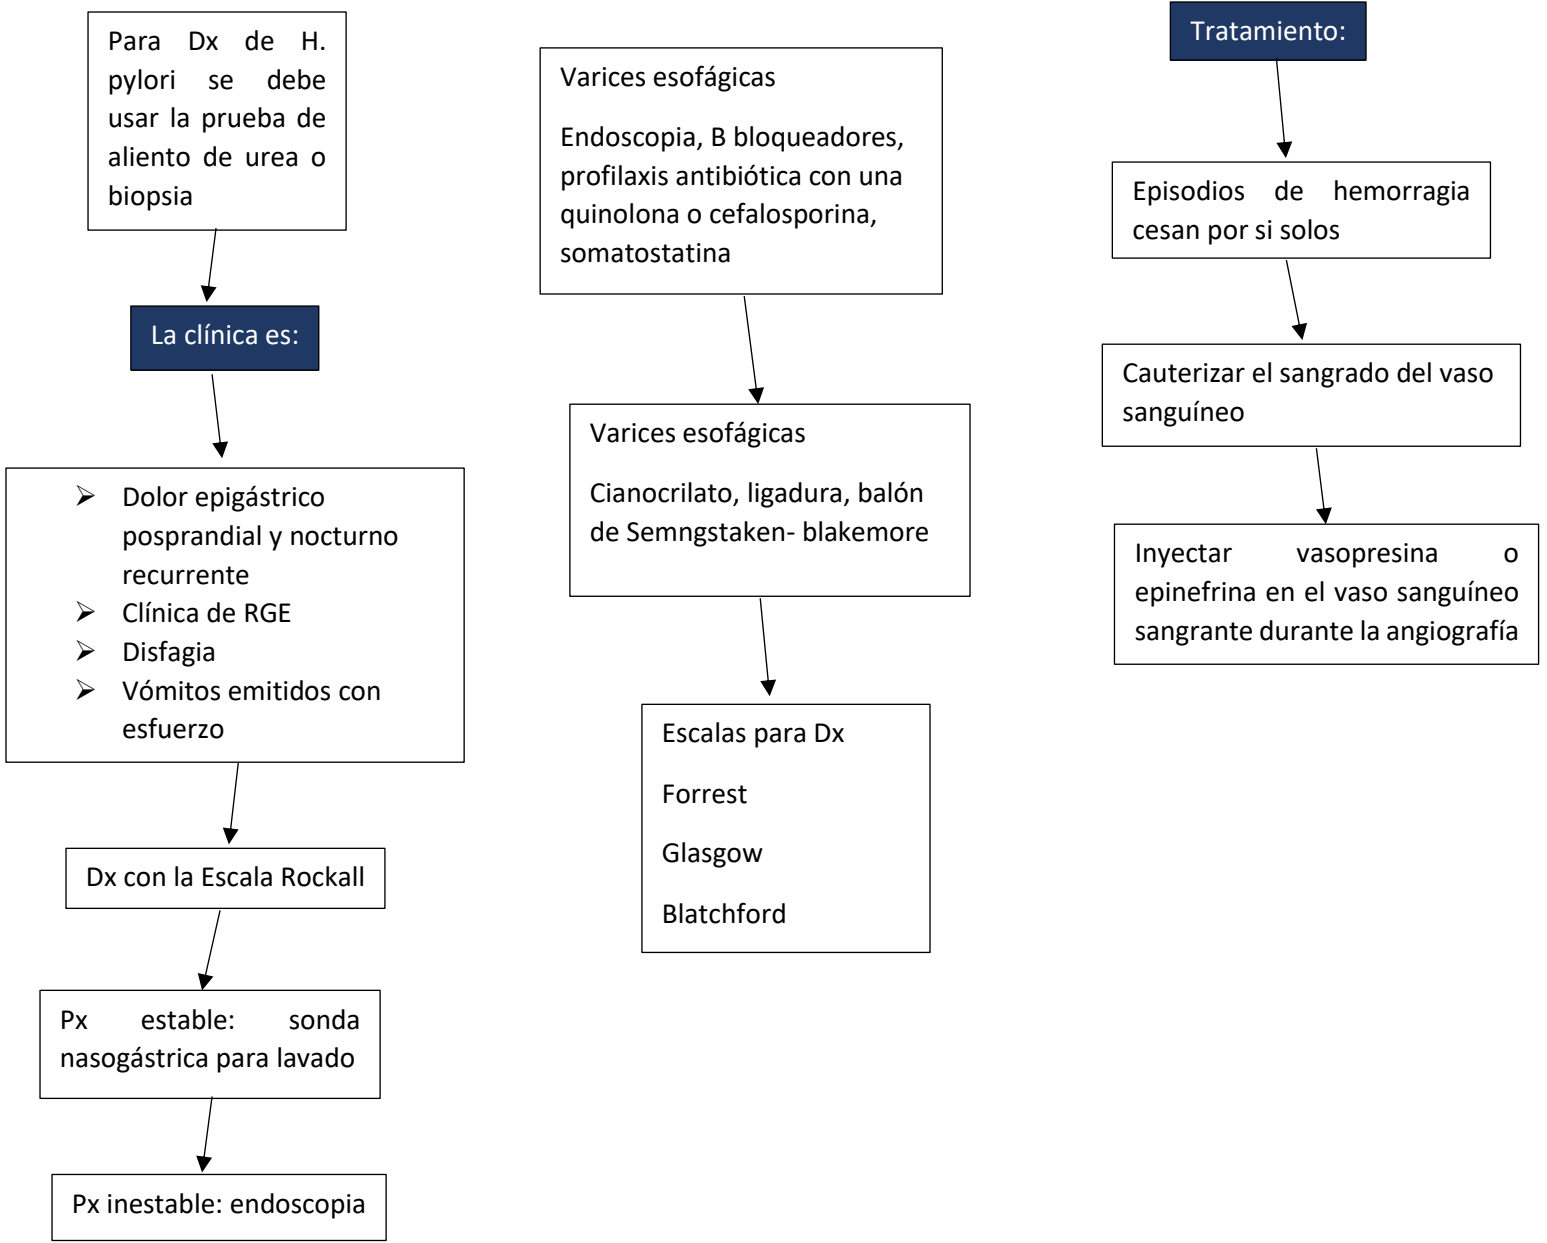 Para Dx de H.
pylori se debe
usar la prueba de
aliento de urea o
biopsia
La clínica es:
➢ Dolor epigástrico
posprandial y nocturno
recurrente
➢ Clínica de RGE
➢ Disfagia
➢ Vómitos emitidos con
esfuerzo
Dx con la Escala Rockall
Px estable: sonda
nasogástrica para lavado
Px inestable: endoscopia
Varices esofágicas
Endoscopia, B bloqueadores,
profilaxis antibiótica con una
quinolona o cefalosporina,
somatostatina
Varices esofágicas
Cianocrilato, ligadura, balón
de Semngstaken- blakemore
Escalas para Dx
Forrest
Glasgow
Blatchford
Tratamiento:
Episodios de hemorragia
cesan por si solos
Cauterizar el sangrado del vaso
sanguíneo
Inyectar vasopresina o
epinefrina en el vaso sanguíneo
sangrante durante la angiografía